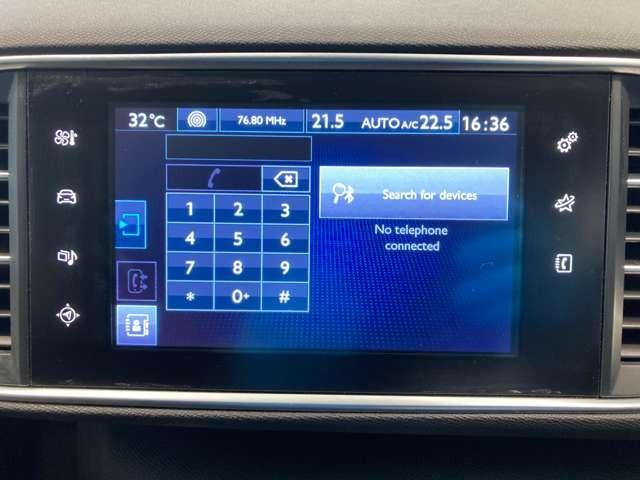 32°C 76.80 MHz 21.5 AUTO A/C 22.5 16:36
Search for devices
No telephone
connected
1 2 3
4 5 6
7 8 9
* 0+ #